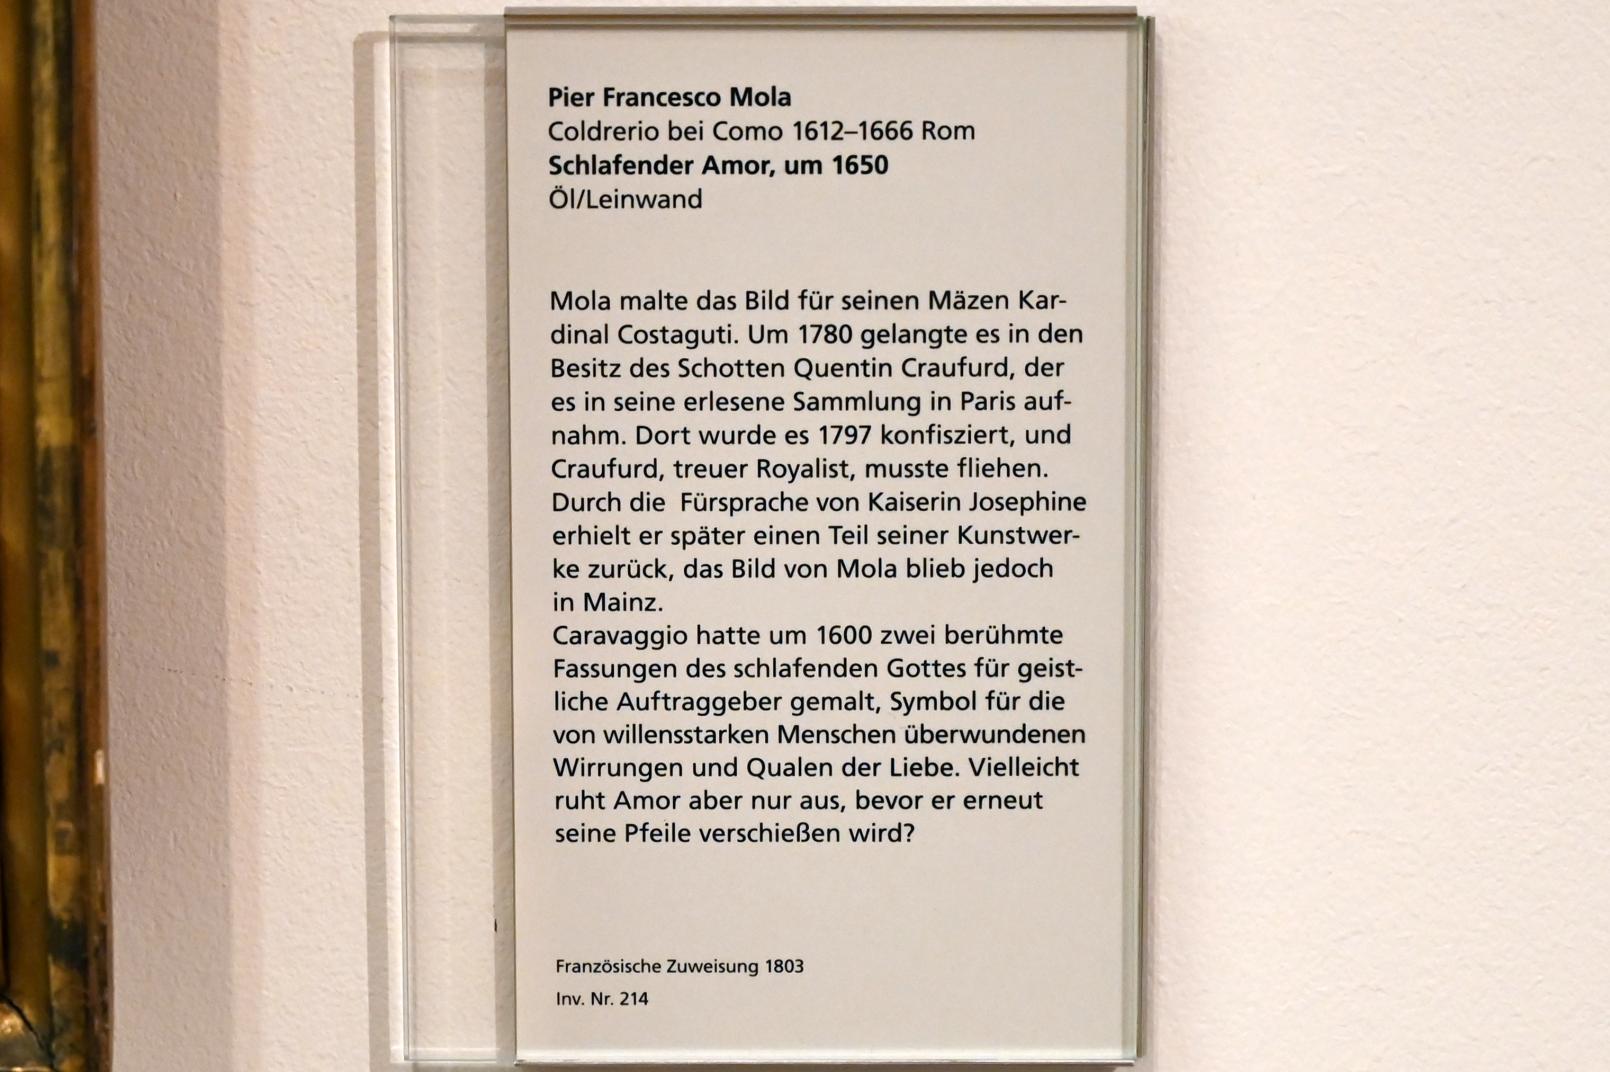 Pier Francesco Mola
Coldrerio bei Como 1612–1666 Rom
Schlafender Amor, um 1650
Öl/Leinwand
Mola malte das Bild für seinen Mäzen Kar-
dinal Costaguti. Um 1780 gelangte es in den
Besitz des Schotten Quentin Craufurd, der
es in seine erlesene Sammlung in Paris auf-
nahm. Dort wurde es 1797 konfisziert, und
Craufurd, treuer Royalist, musste fliehen.
Durch die  Fürsprache von Kaiserin Josephine
erhielt er später einen Teil seiner Kunstwer-
ke zurück, das Bild von Mola blieb jedoch
in Mainz.
Caravaggio hatte um 1600 zwei berühmte
Fassungen des schlafenden Gottes für geist-
liche Auftraggeber gemalt, Symbol für die
von willensstarken Menschen überwundenen
Wirrungen und Qualen der Liebe. Vielleicht
ruht Amor aber nur aus, bevor er erneut
seine Pfeile verschießen wird?
Französische Zuweisung 1803
Inv. Nr. 214